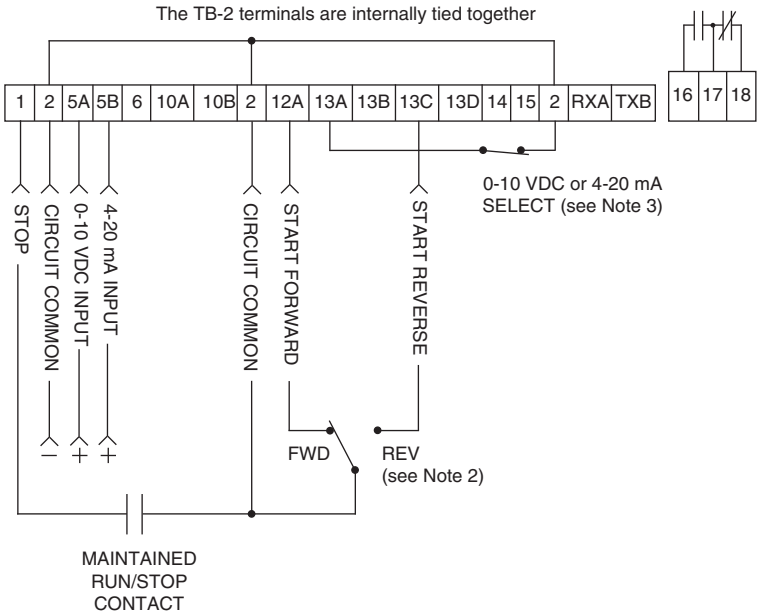 The TB-2 terminals are internally tied together
1 2 5A 5B 6 10A 10B 2 12A 13A 13B 13C 13D 14 15 2 RXA TXB
16 17 18
0-10 VDC or 4-20 mA
SELECT (see Note 3)
STOP
CIRCUIT COMMON
0-10 VDC INPUT
4-20 mA INPUT
CIRCUIT COMMON
START FORWARD
START REVERSE
FWD
REV
(see Note 2)
– + +
MAINTAINED
RUN/STOP
CONTACT